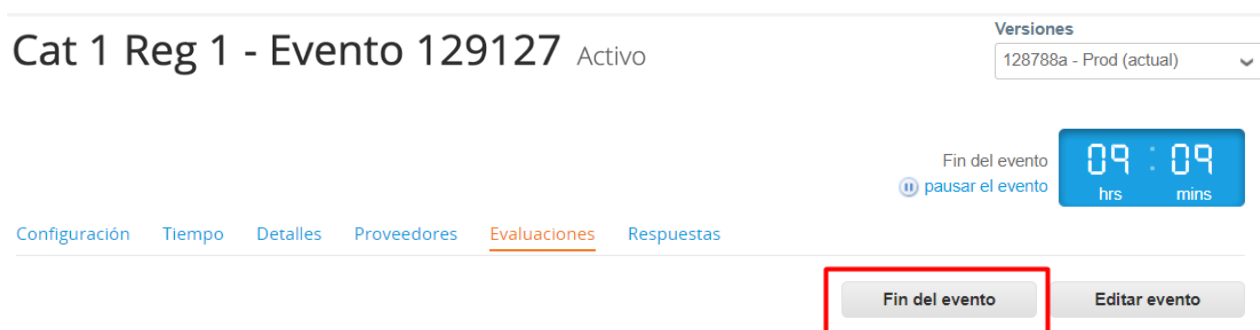 Versiones
Cat 1 Reg 1 - Evento 129127 Activo
128788a - Prod (actual)
Fin del evento
pausar el evento
09 : 09
hrs mins
Configuración Tiempo Detalles Proveedores Evaluaciones Respuestas
Fin del evento Editar evento